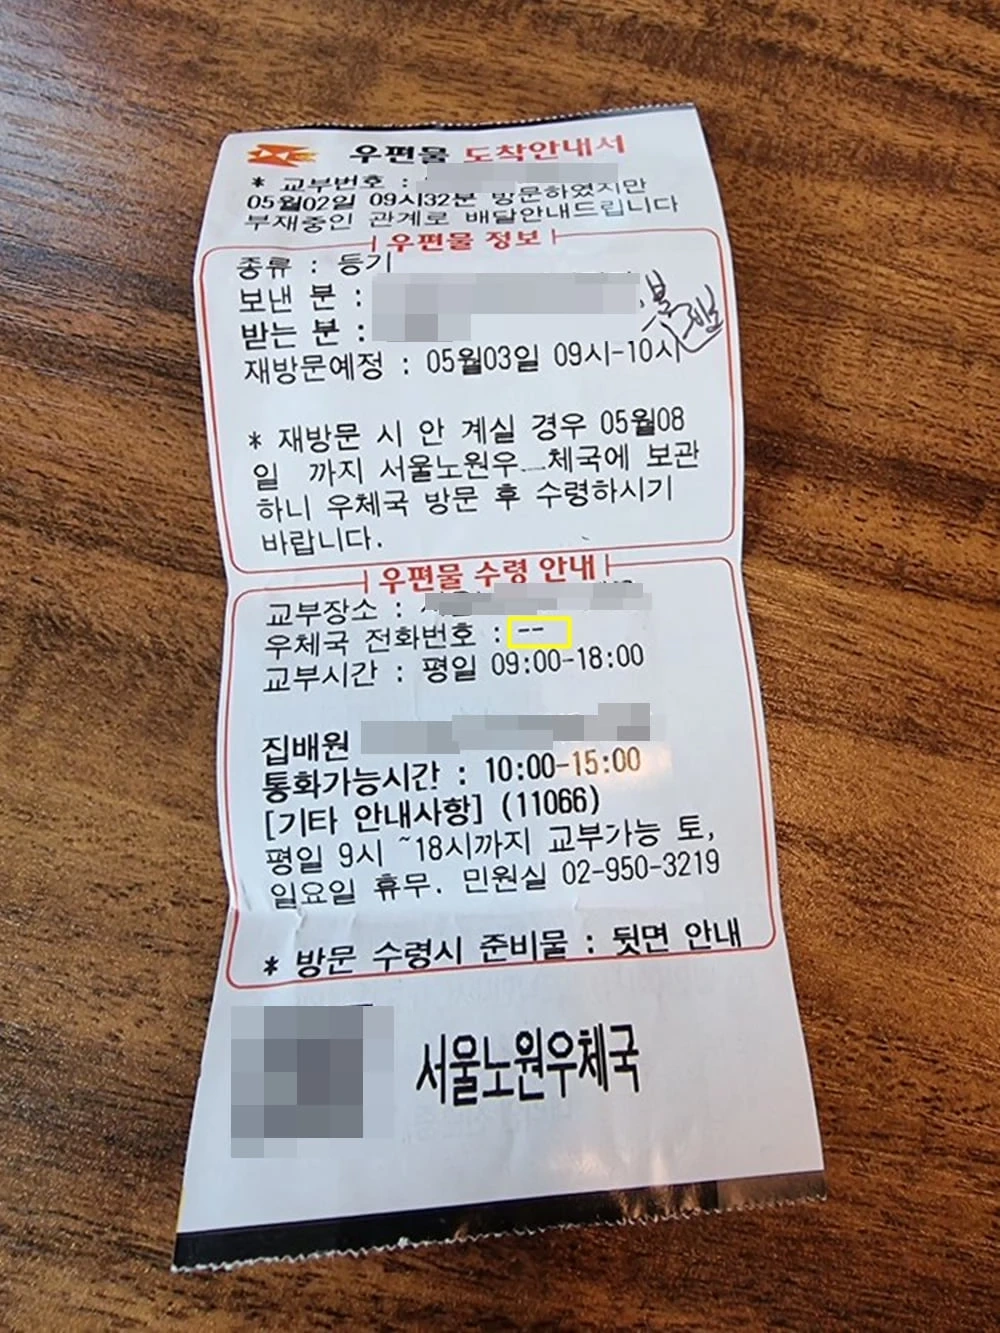 우편물 도착안내서
* 교부번호 :
05월02일 09시32분 방문하였지만
부재중인 관계로 배달안내드립니다
우편물 정보
종류 : 등기
보낸 분 :
받는 분 :
재방문예정 : 05월03일 09시-10시
* 재방문 시 안 계실 경우 05월08
일 까지 서울노원우_체국에 보관
하니 우체국 방문 후 수령하시기
바랍니다.
우편물 수령 안내
교부장소 :
우체국 전화번호 : --
교부시간 : 평일 09:00-18:00
집배원
통화가능시간 : 10:00-15:00
[기타 안내사항] (11066)
평일 9시 ~18시까지 교부가능 토,
일요일 휴무. 민원실 02-950-3219
* 방문 수령시 준비물 : 뒷면 안내
서울노원우체국